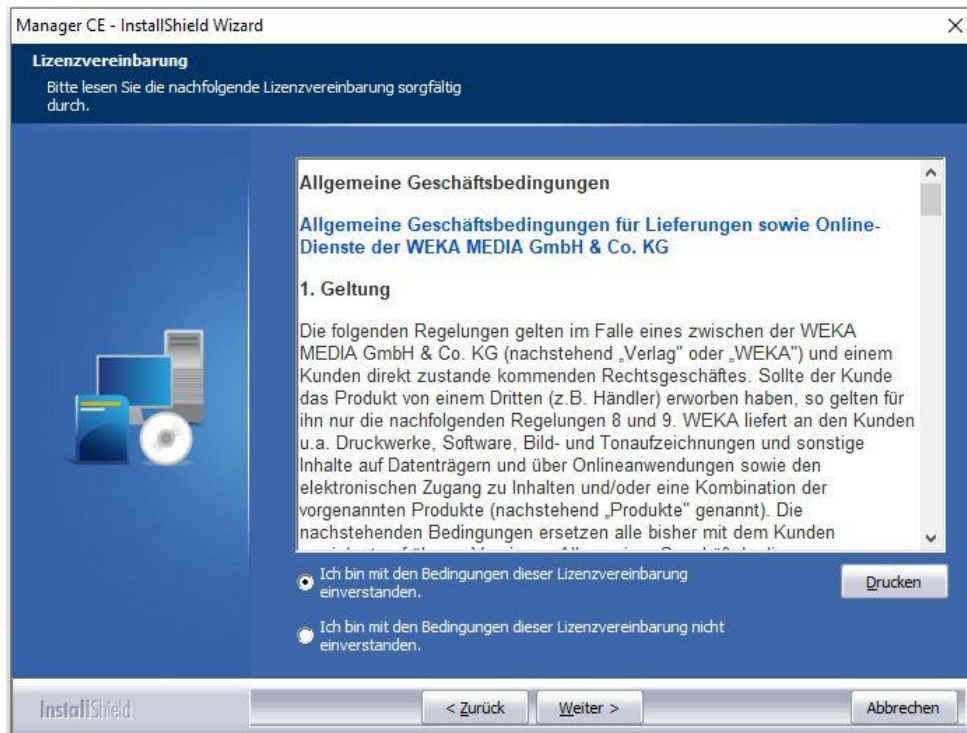 Manager CE - InstallShield Wizard
Lizenzvereinbarung
Bitte lesen Sie die nachfolgende Lizenzvereinbarung sorgfältig
durch.
Allgemeine Geschäftsbedingungen
Allgemeine Geschäftsbedingungen für Lieferungen sowie Online-
Dienste der WEKA MEDIA GmbH & Co. KG
1. Geltung
Die folgenden Regelungen gelten im Falle eines zwischen der WEKA
MEDIA GmbH & Co. KG (nachstehend „Verlag" oder „WEKA") und einem
Kunden direkt zustande kommenden Rechtsgeschäftes. Sollte der Kunde
das Produkt von einem Dritten (z.B. Händler) erworben haben, so gelten für
ihn nur die nachfolgenden Regelungen 8 und 9. WEKA liefert an den Kunden
u.a. Druckwerke, Software, Bild- und Tonaufzeichnungen und sonstige
Inhalte auf Datenträgern und über Onlineanwendungen sowie den
elektronischen Zugang zu Inhalten und/oder eine Kombination der
vorgenannten Produkte (nachstehend „Produkte" genannt). Die
nachstehenden Bedingungen ersetzen alle bisher mit dem Kunden
Ich bin mit den Bedingungen dieser Lizenzvereinbarung
einverstanden.
Drucken
Ich bin mit den Bedingungen dieser Lizenzvereinbarung nicht
einverstanden.
InstallShield
< Zurück
Weiter >
Abbrechen